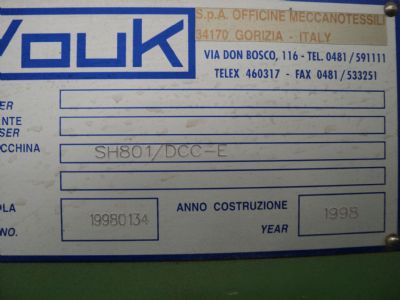 Vouk
S.p.A. OFFICINE MECCANOTESSILI
34170 GORIZIA - ITALY
VIA DON BOSCO, 116 - TEL. 0481/591111
TELEX 460317 - FAX 0481/533251
ER
NTE
SER
CCHINA SH801/DCC-E
OLA 19980134 ANNO COSTRUZIONE 1998
NO. YEAR